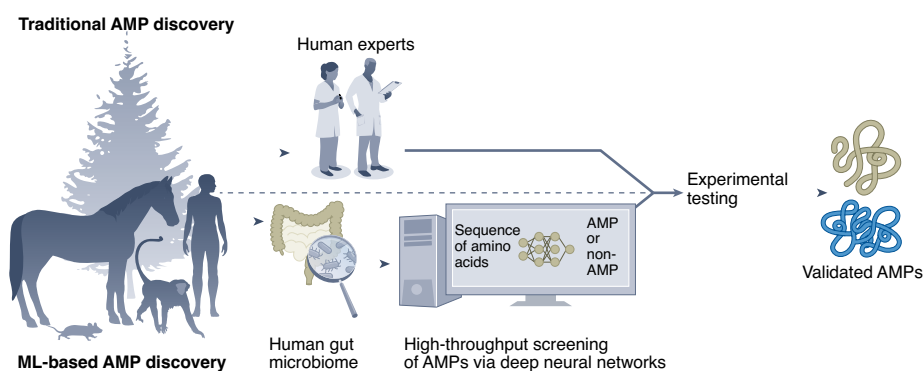 Traditional AMP discovery
Human experts
Experimental
testing
Sequence
of amino
acids
AMP
or
non-
AMP
Validated AMPs
Human gut
microbiome
High-throughput screening
of AMPs via deep neural networks
ML-based AMP discovery